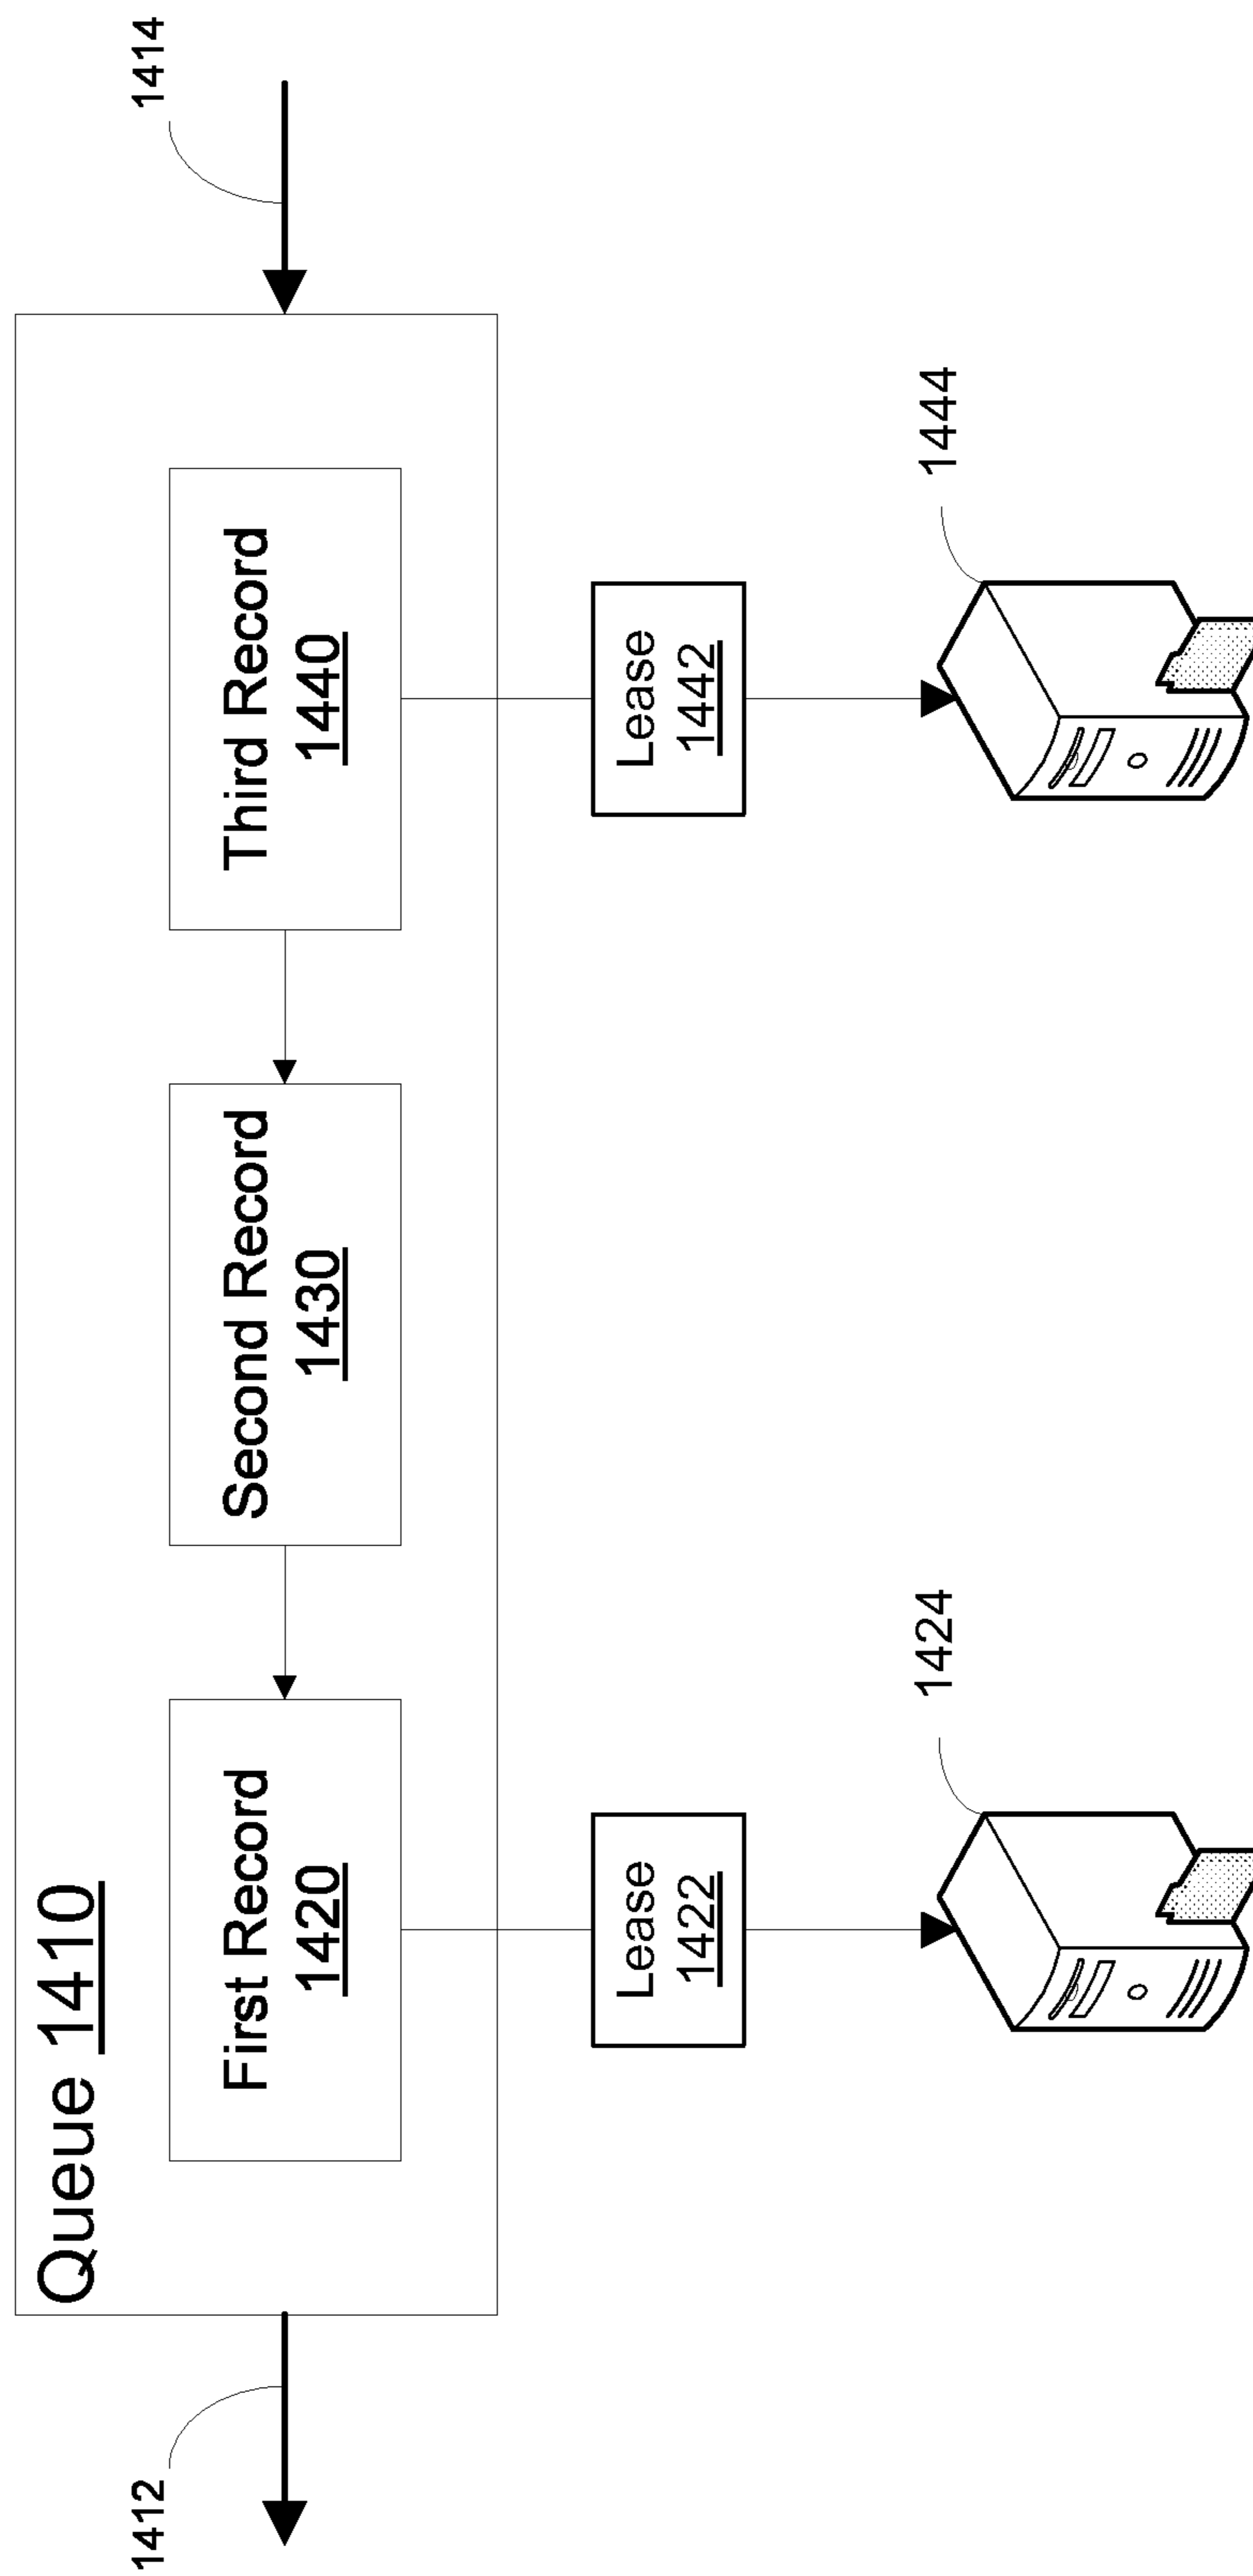 Queue 1410
1412
1414
First Record
1420
Second Record
1430
Third Record
1440
Lease
1422
Lease
1442
1424
1444